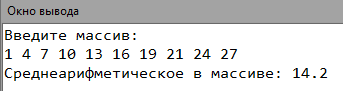 Окно вывода
Введите массив:
1 4 7 10 13 16 19 21 24 27
Среднеарифметическое в массиве: 14.2